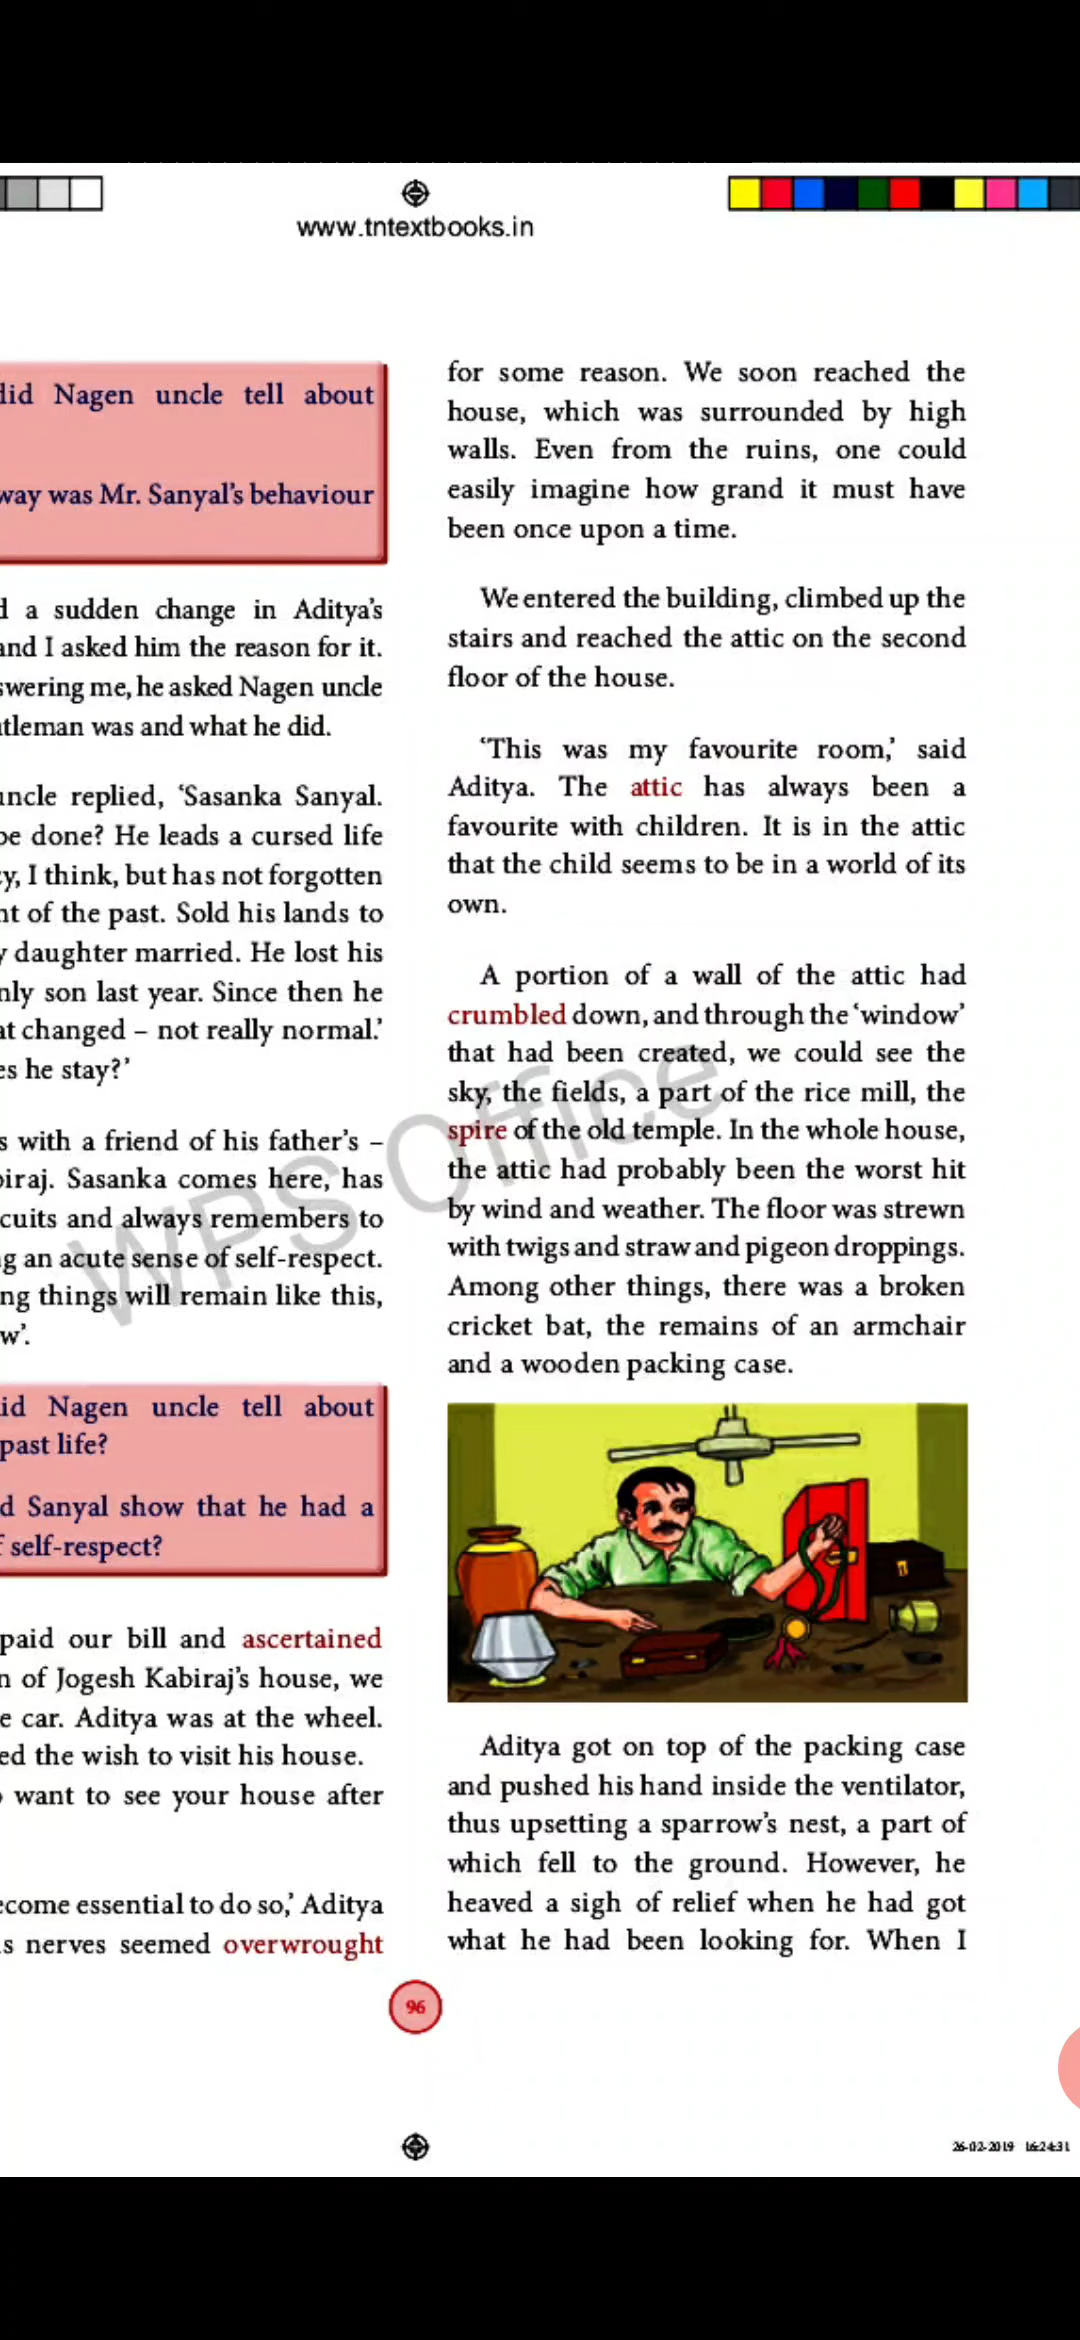 www.tntextbooks.in
did Nagen uncle tell about
way was Mr. Sanyal's behaviour
d a sudden change in Aditya's
and I asked him the reason for it.
swering me, he asked Nagen uncle
tleman was and what he did.
uncle replied, 'Sasanka Sanyal.
be done? He leads a cursed life
y, I think, but has not forgotten
nt of the past. Sold his lands to
y daughter married. He lost his
nly son last year. Since then he
at changed – not really normal.'
es he stay?'
s with a friend of his father's –
biraj. Sasanka comes here, has
cuits and always remembers to
g an acute sense of self-respect.
ng things will remain like this,
w'.
id Nagen uncle tell about
past life?
d Sanyal show that he had a
f self-respect?
paid our bill and ascertained
n of Jogesh Kabiraj's house, we
e car. Aditya was at the wheel.
ed the wish to visit his house.
o want to see your house after
ecome essential to do so,' Aditya
s nerves seemed overwrought
for some reason. We soon reached the
house, which was surrounded by high
walls. Even from the ruins, one could
easily imagine how grand it must have
been once upon a time.
We entered the building, climbed up the
stairs and reached the attic on the second
floor of the house.
'This was my favourite room,' said
Aditya. The attic has always been a
favourite with children. It is in the attic
that the child seems to be in a world of its
own.
A portion of a wall of the attic had
crumbled down, and through the 'window'
that had been created, we could see the
sky, the fields, a part of the rice mill, the
spire of the old temple. In the whole house,
the attic had probably been the worst hit
by wind and weather. The floor was strewn
with twigs and straw and pigeon droppings.
Among other things, there was a broken
cricket bat, the remains of an armchair
and a wooden packing case.
Aditya got on top of the packing case
and pushed his hand inside the ventilator,
thus upsetting a sparrow's nest, a part of
which fell to the ground. However, he
heaved a sigh of relief when he had got
what he had been looking for. When I
WPS Office
96
26-02-2019 16:24:31